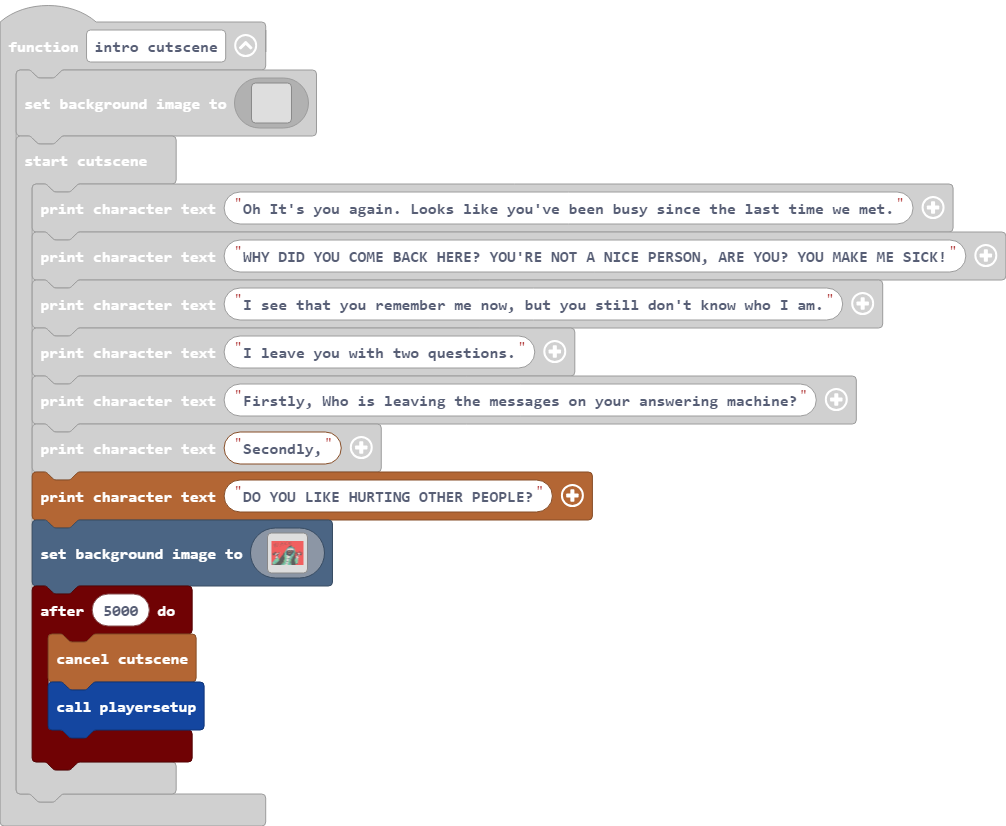 function intro cutscene
set background image to
start cutscene
print character text "Oh It's you again. Looks like you've been busy since the last time we met."
print character text "WHY DID YOU COME BACK HERE? YOU'RE NOT A NICE PERSON, ARE YOU? YOU MAKE ME SICK!"
print character text "I see that you remember me now, but you still don't know who I am."
print character text "I leave you with two questions."
print character text "Firstly, Who is leaving the messages on your answering machine?"
print character text "Secondly,"
print character text "DO YOU LIKE HURTING OTHER PEOPLE?"
set background image to
after 5000 do
cancel cutscene
call playersetup